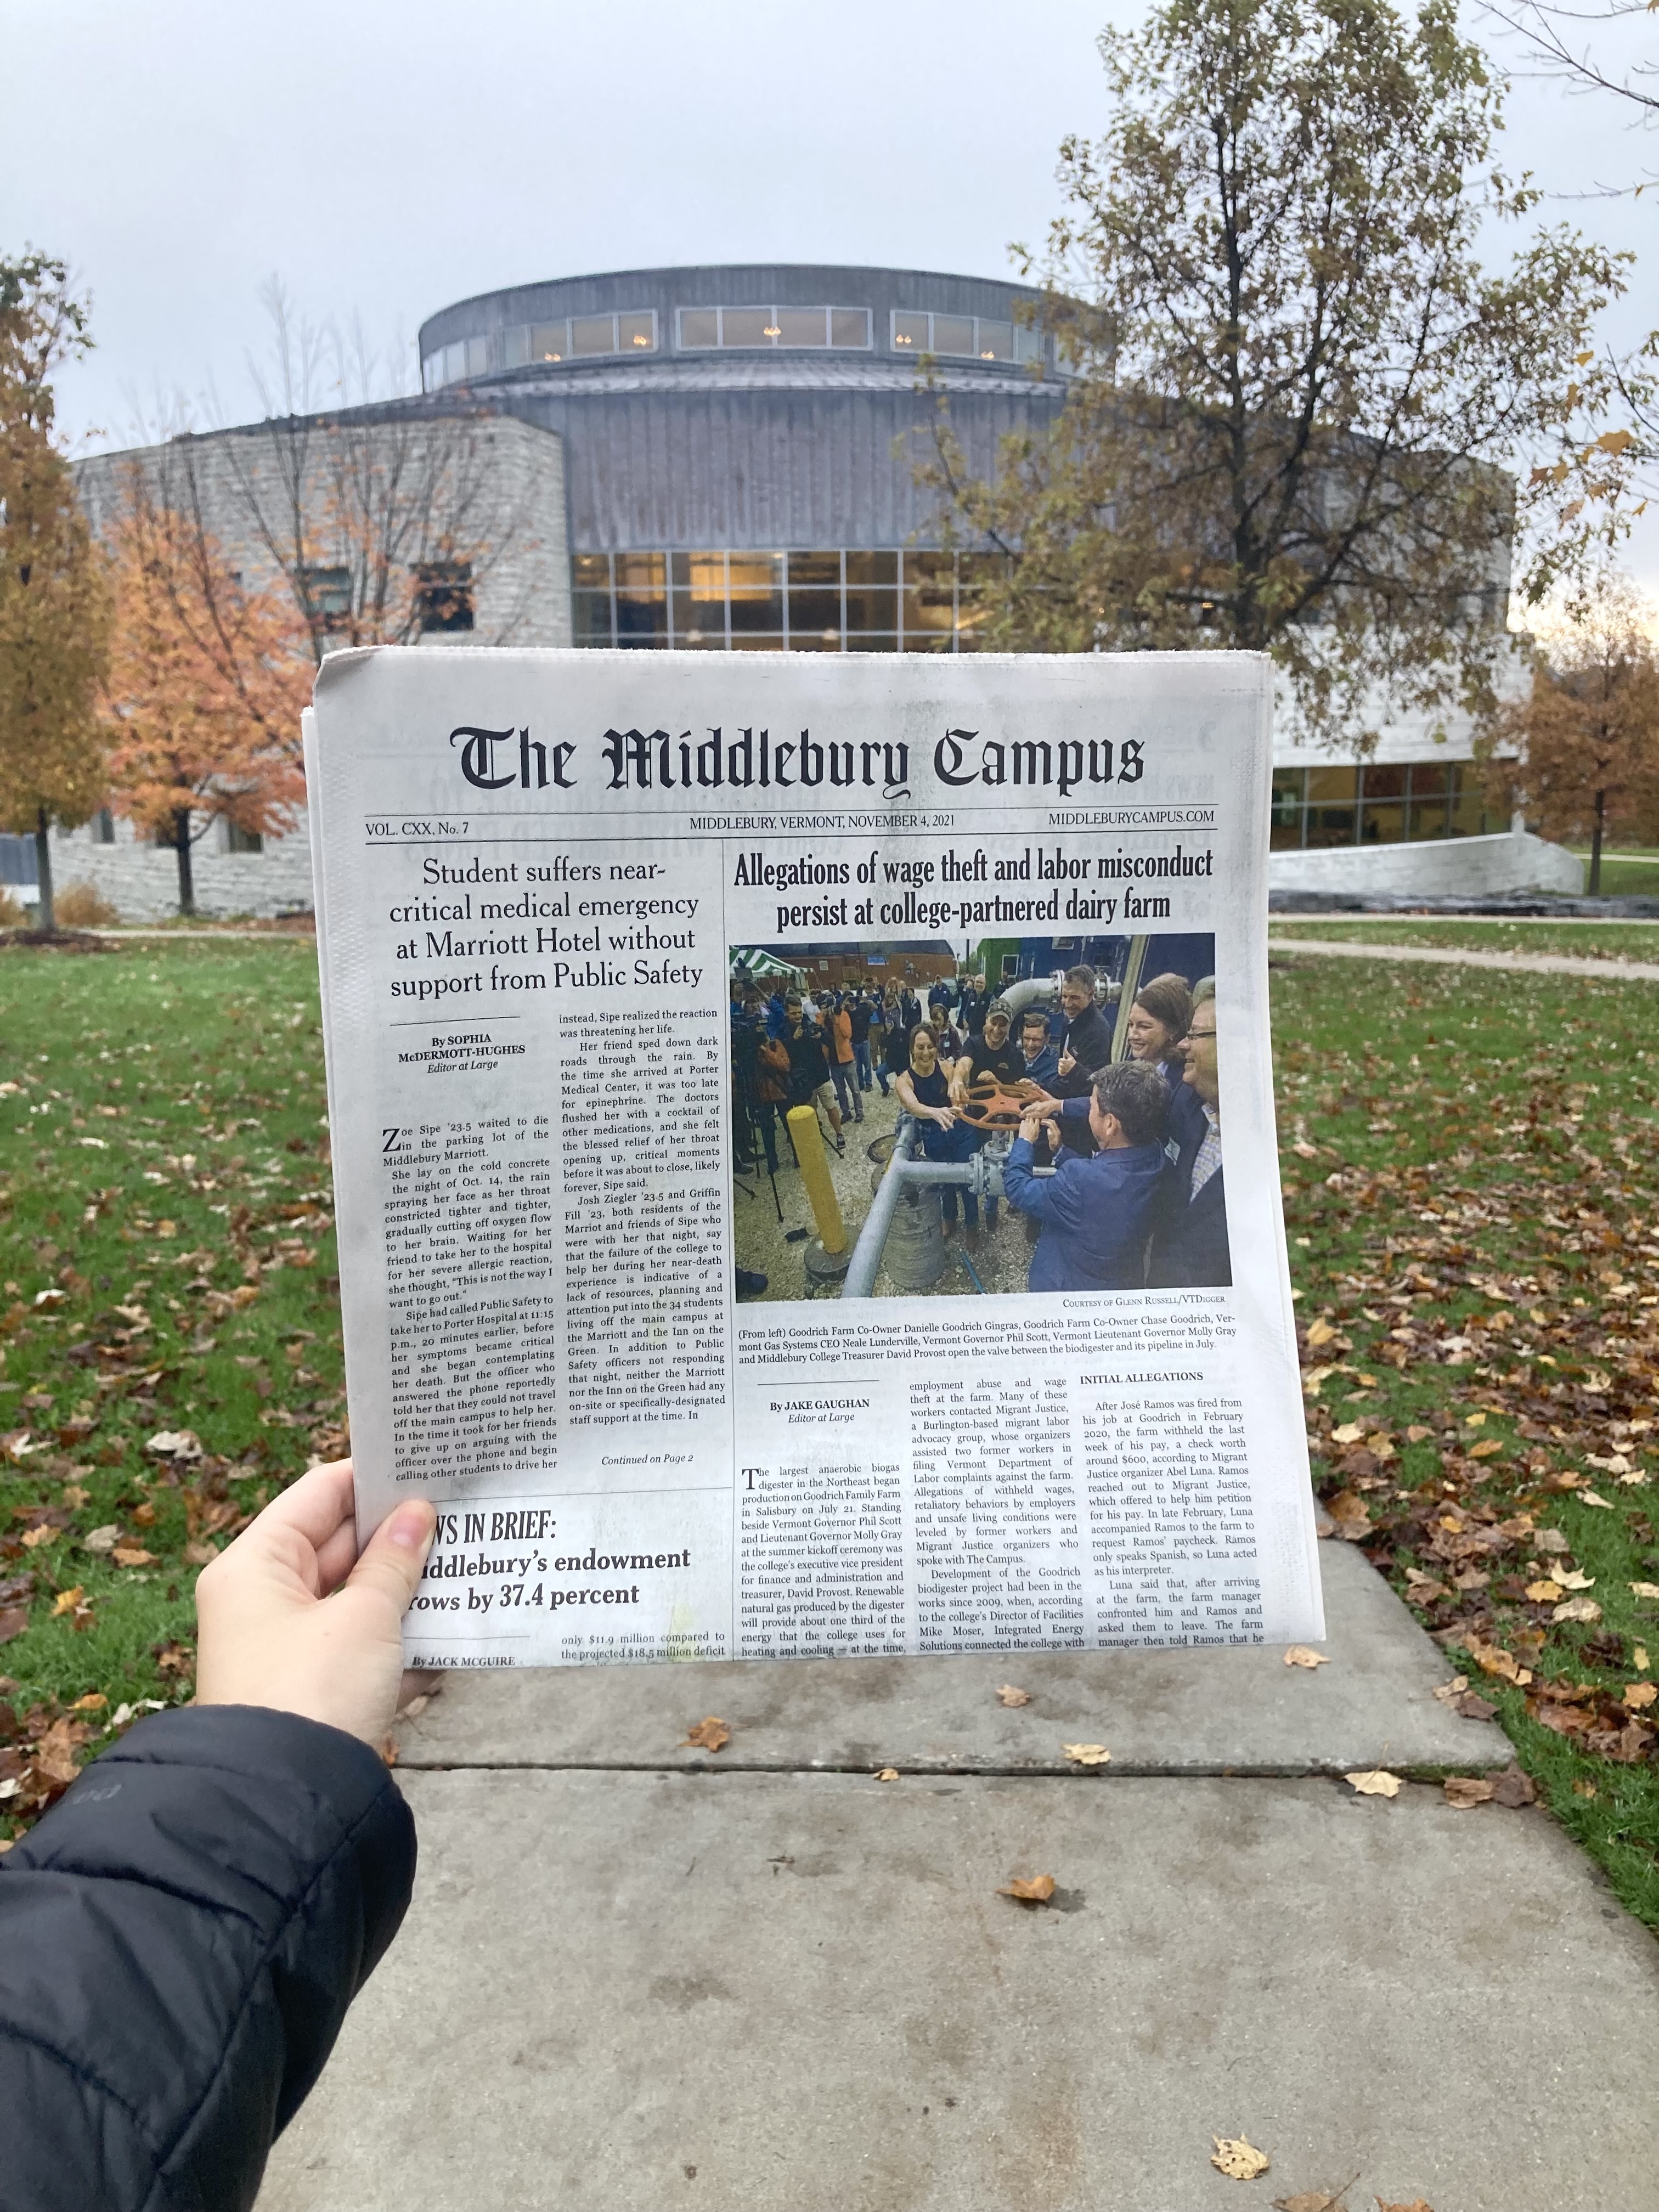 The Middlebury Campus
VOL. CXX, No. 7
MIDDLEBURY, VERMONT, NOVEMBER 4, 2021
MIDDLEBURYCAMPUS.COM
Student suffers near-
critical medical emergency
at Marriott Hotel without
support from Public Safety
By SOPHIA
McDERMOTT-HUGHES
Editor at Large
Zoe Sipe '23.5 waited to die
in the parking lot of the
Middlebury Marriott.
She lay on the cold concrete
the night of Oct. 14, the rain
spraying her face as her throat
constricted tighter and tighter,
gradually cutting off oxygen flow
to her brain. Waiting for her
friend to take her to the hospital
for her severe allergic reaction,
she thought, "This is not the way I
want to go out."
Sipe had called Public Safety to
take her to Porter Hospital at 11:15
p.m., 20 minutes earlier, before
her symptoms became critical
and she began contemplating
her death. But the officer who
answered the phone reportedly
told her that they could not travel
off the main campus to help her.
In the time it took for her friends
to give up on arguing with the
officer over the phone and begin
calling other students to drive her
instead, Sipe realized the reaction
was threatening her life.
Her friend sped down dark
roads through the rain. By
the time she arrived at Porter
Medical Center, it was too late
for epinephrine. The doctors
flushed her with a cocktail of
other medications, and she felt
the blessed relief of her throat
opening up, critical moments
before it was about to close, likely
forever, Sipe said.
Josh Ziegler '23.5 and Griffin
Fill '23, both residents of the
Marriot and friends of Sipe who
were with her that night, say
that the failure of the college to
help her during her near-death
experience is indicative of a
lack of resources, planning and
attention put into the 34 students
living off the main campus at
the Marriott and the Inn on the
Green. In addition to Public
Safety officers not responding
that night, neither the Marriott
nor the Inn on the Green had any
on-site or specifically-designated
staff support at the time. In
Continued on Page 2
WS IN BRIEF:
iddlebury's endowment
rows by 37.4 percent
By JACK MCGUIRE
only $11.9 million compared to
the projected $18.5 million deficit
Allegations of wage theft and labor misconduct
persist at college-partnered dairy farm
COURTESY OF GLENN RUSSELL/VTDIGGER
(From left) Goodrich Farm Co-Owner Danielle Goodrich Gingras, Goodrich Farm Co-Owner Chase Goodrich, Ver-
mont Gas Systems CEO Neale Lunderville, Vermont Governor Phil Scott, Vermont Lieutenant Governor Molly Gray
and Middlebury College Treasurer David Provost open the valve between the biodigester and its pipeline in July.
By JAKE GAUGHAN
Editor at Large
The largest anaerobic biogas
digester in the Northeast began
production on Goodrich Family Farm
in Salisbury on July 21. Standing
beside Vermont Governor Phil Scott
and Lieutenant Governor Molly Gray
at the summer kickoff ceremony was
the college's executive vice president
for finance and administration and
treasurer, David Provost. Renewable
natural gas produced by the digester
will provide about one third of the
energy that the college uses for
heating and cooling — at the time,
employment abuse and wage
theft at the farm. Many of these
workers contacted Migrant Justice,
a Burlington-based migrant labor
advocacy group, whose organizers
assisted two former workers in
filing Vermont Department of
Labor complaints against the farm.
Allegations of withheld wages,
retaliatory behaviors by employers
and unsafe living conditions were
leveled by former workers and
Migrant Justice organizers who
spoke with The Campus.
Development of the Goodrich
biodigester project had been in the
works since 2009, when, according
to the college's Director of Facilities
Mike Moser, Integrated Energy
Solutions connected the college with
INITIAL ALLEGATIONS
After José Ramos was fired from
his job at Goodrich in February
2020, the farm withheld the last
week of his pay, a check worth
around $600, according to Migrant
Justice organizer Abel Luna. Ramos
reached out to Migrant Justice,
which offered to help him petition
for his pay. In late February, Luna
accompanied Ramos to the farm to
request Ramos' paycheck. Ramos
only speaks Spanish, so Luna acted
as his interpreter.
Luna said that, after arriving
at the farm, the farm manager
confronted him and Ramos and
asked them to leave. The farm
manager then told Ramos that he